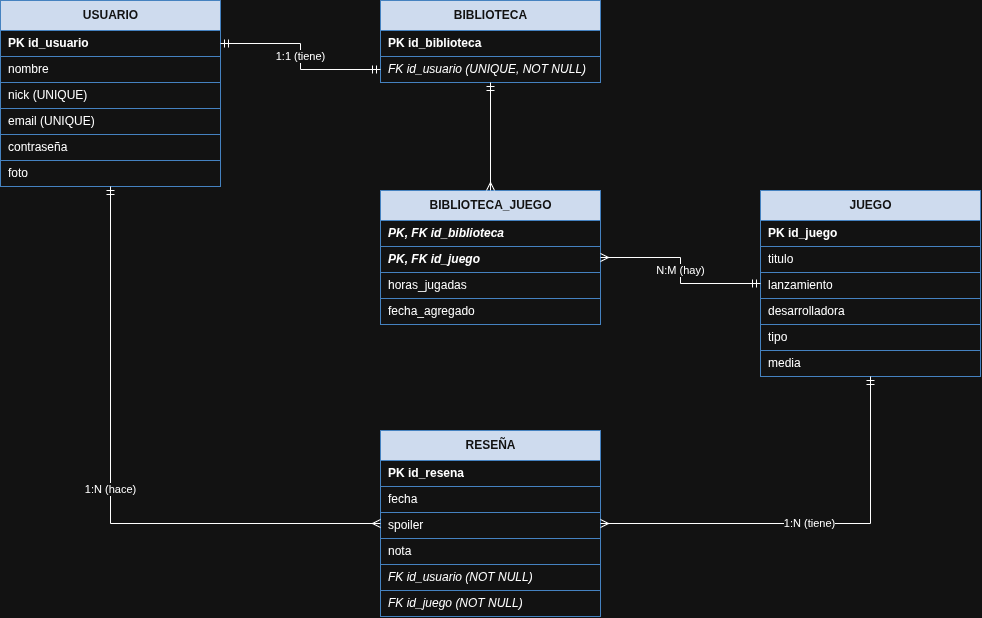 USUARIO
PK id_usuario
nombre
nick (UNIQUE)
email (UNIQUE)
contraseña
foto
1:1 (tiene)
BIBLIOTECA
PK id_biblioteca
FK id_usuario (UNIQUE, NOT NULL)
BIBLIOTECA_JUEGO
PK, FK id_biblioteca
PK, FK id_juego
horas_jugadas
fecha_agregado
N:M (hay)
JUEGO
PK id_juego
titulo
lanzamiento
desarrolladora
tipo
media
RESEÑA
PK id_resena
fecha
spoiler
nota
FK id_usuario (NOT NULL)
FK id_juego (NOT NULL)
1:N (hace)
1:N (tiene)